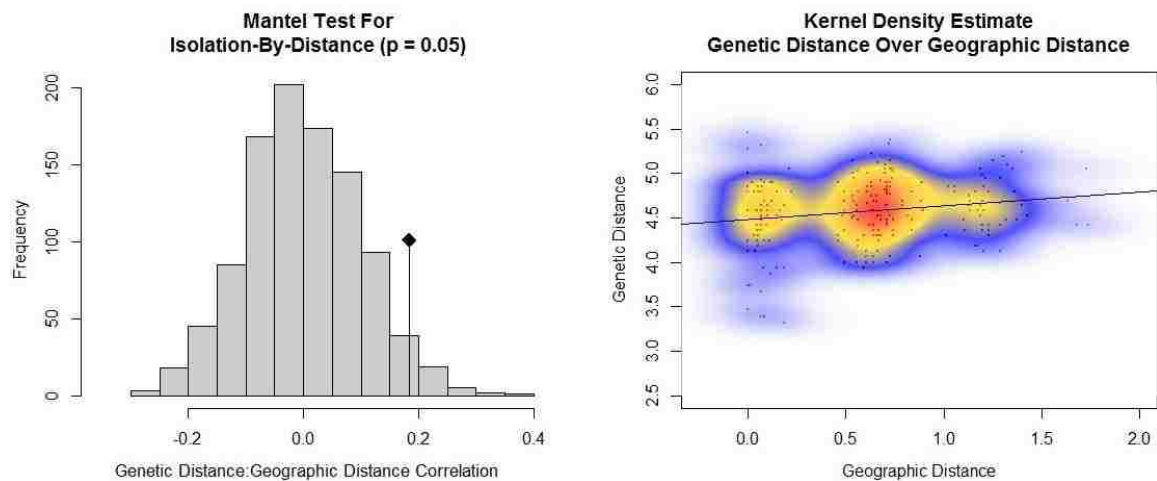 Mantel Test For
Isolation-By-Distance (p = 0.05)
200
150
100
50
0
Frequency
-0.2 0.0 0.2 0.4
Genetic Distance:Geographic Distance Correlation
Kernel Density Estimate
Genetic Distance Over Geographic Distance
6.0
5.5
5.0
4.5
4.0
3.5
3.0
2.5
Genetic Distance
0.0 0.5 1.0 1.5 2.0
Geographic Distance